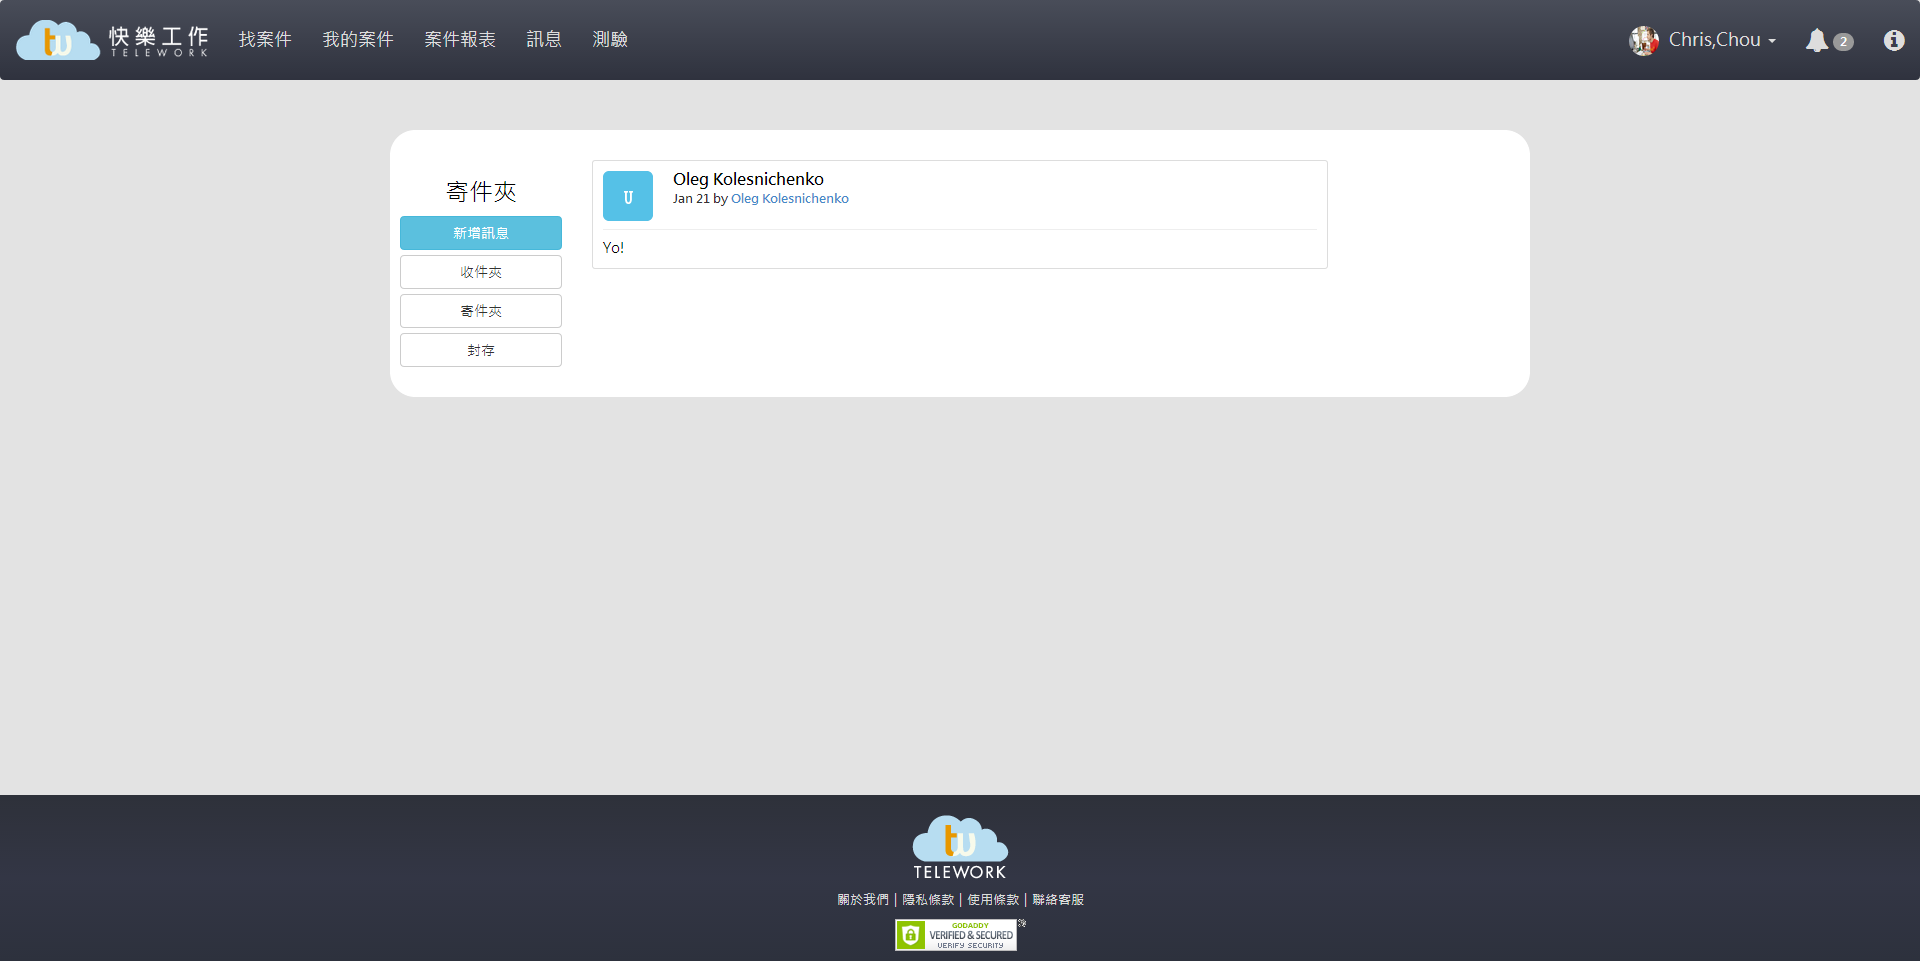 tw 快樂工作 TELEWORK 找案件 我的案件 案件報表 訊息 測驗 Chris,Chou 2
寄件夾
新增訊息
收件夾
寄件夾
封存
U
Oleg Kolesnichenko
Jan 21 by Oleg Kolesnichenko
Yo!
tw
TELEWORK
關於我們 | 隱私條款 | 使用條款 | 聯絡客服
GODADDY
VERIFIED & SECURED
VERIFY SECURITY